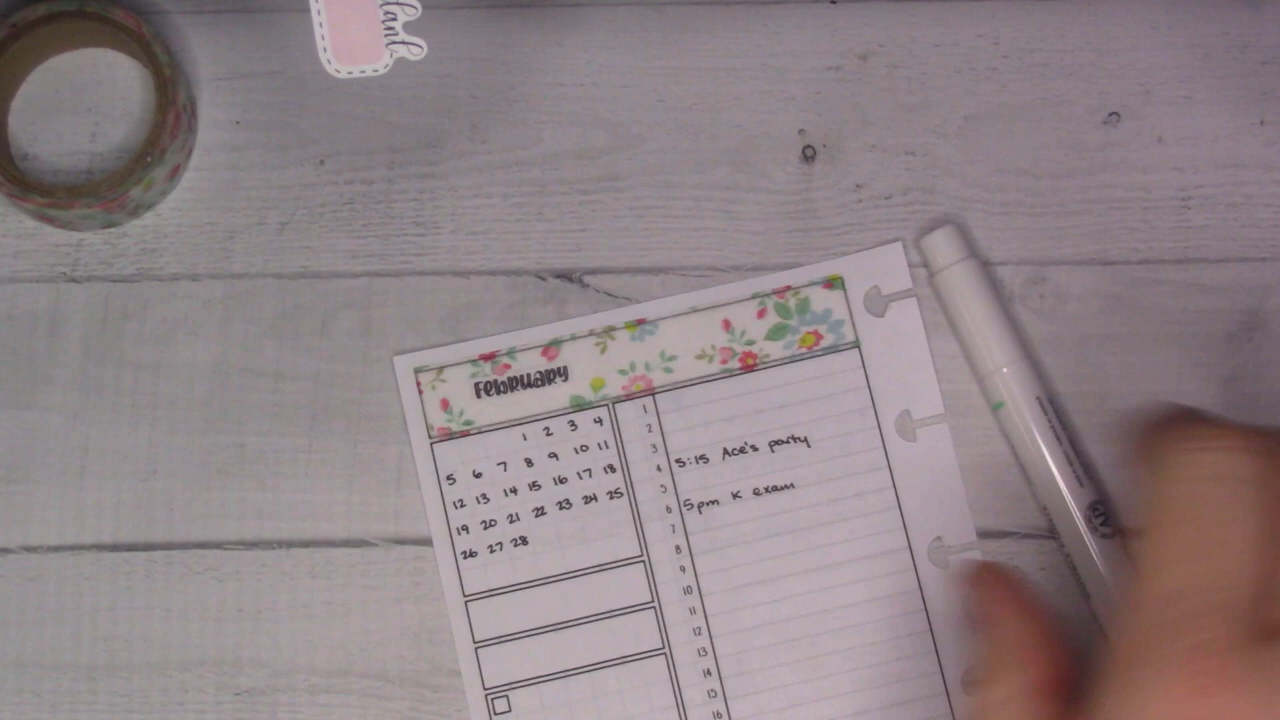 lant
FebRUARY
1 2 3 4
5 6 7 8 9 10 11
12 13 14 15 16 17 18
19 20 21 22 23 24 25
26 27 28
1
2
3
4 5:15 Ace's party
5
6 5pm K exam
7
8
9
10
11
12
13
14
15
16
AP